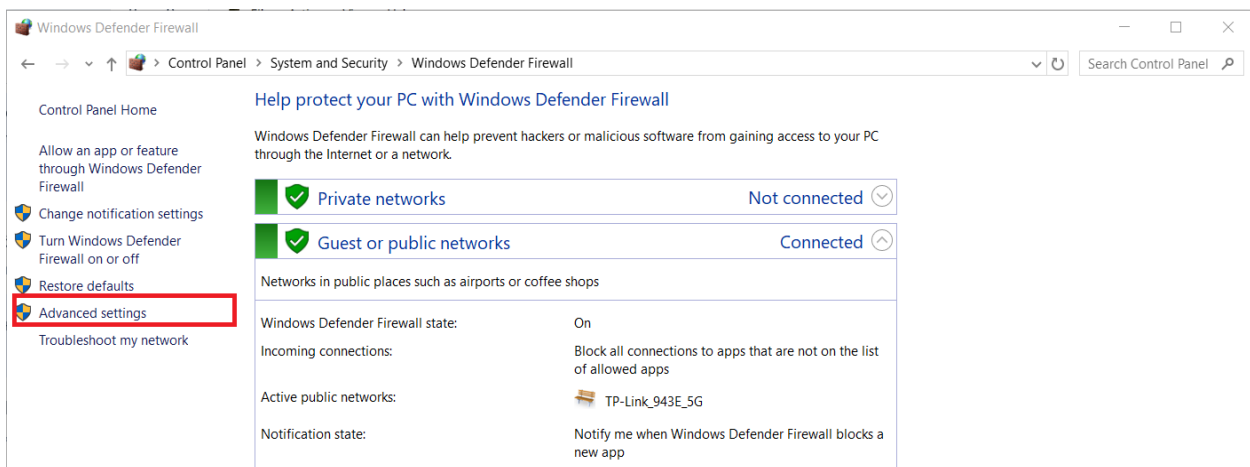 Windows Defender Firewall
Control Panel > System and Security > Windows Defender Firewall
Search Control Panel
Control Panel Home
Allow an app or feature
through Windows Defender
Firewall
Change notification settings
Turn Windows Defender
Firewall on or off
Restore defaults
Advanced settings
Troubleshoot my network
Help protect your PC with Windows Defender Firewall
Windows Defender Firewall can help prevent hackers or malicious software from gaining access to your PC
through the Internet or a network.
Private networks Not connected
Guest or public networks Connected
Networks in public places such as airports or coffee shops
Windows Defender Firewall state: On
Incoming connections: Block all connections to apps that are not on the list
of allowed apps
Active public networks: TP-Link_943E_5G
Notification state: Notify me when Windows Defender Firewall blocks a
new app